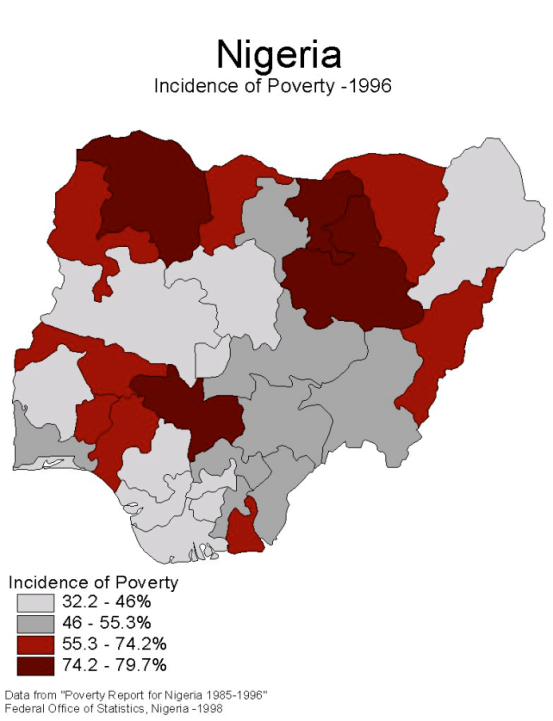 Nigeria
Incidence of Poverty -1996
Incidence of Poverty
32.2 - 46%
46 - 55.3%
55.3 - 74.2%
74.2 - 79.7%
Data from "Poverty Report for Nigeria 1985-1996"
Federal Office of Statistics, Nigeria -1998